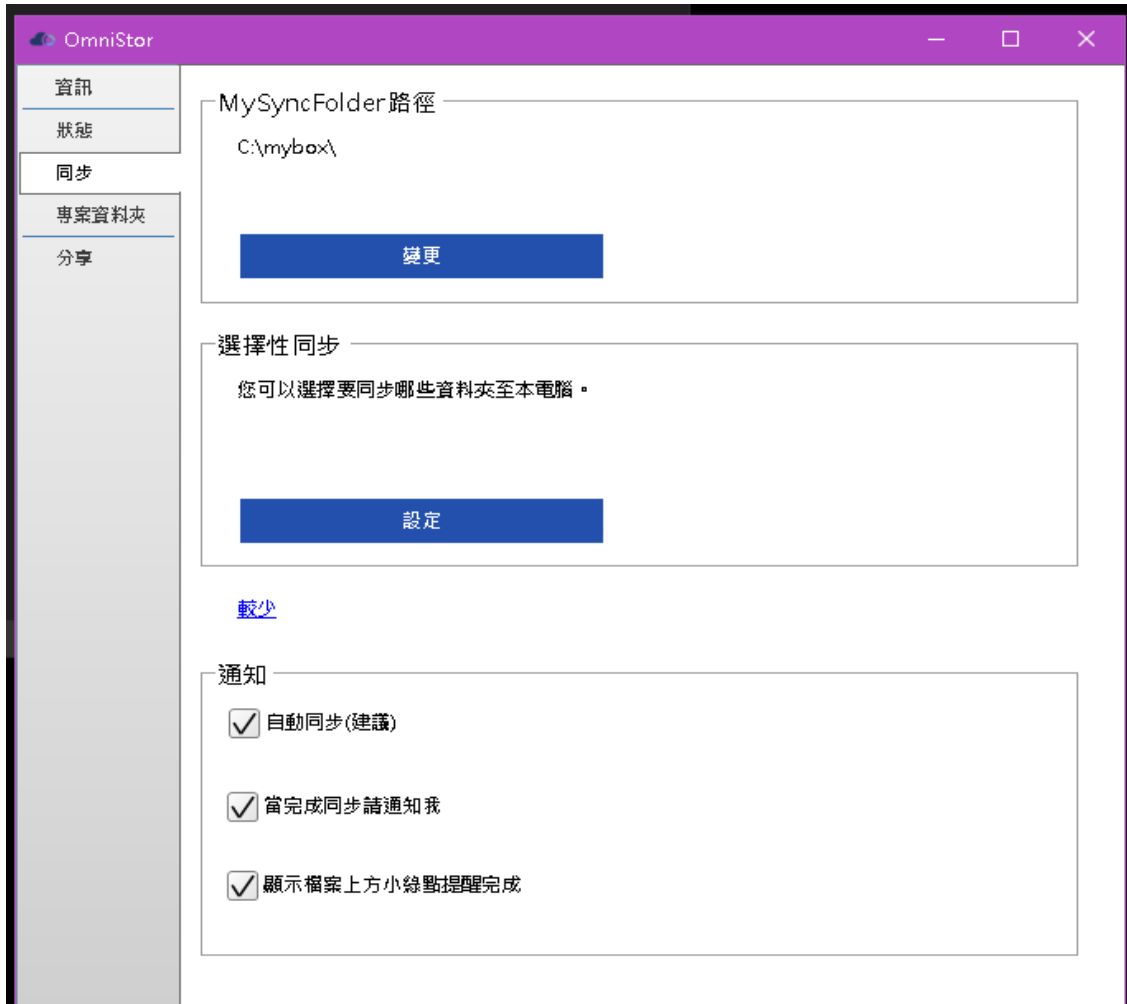 OmniStor
資訊
狀態
同步
專案資料夾
分享
MySyncFolder路徑
C:\mybox\
變更
選擇性同步
您可以選擇要同步哪些資料夾至本電腦。
設定
較少
通知
自動同步(建議)
當完成同步請通知我
顯示檔案上方小綠點提醒完成